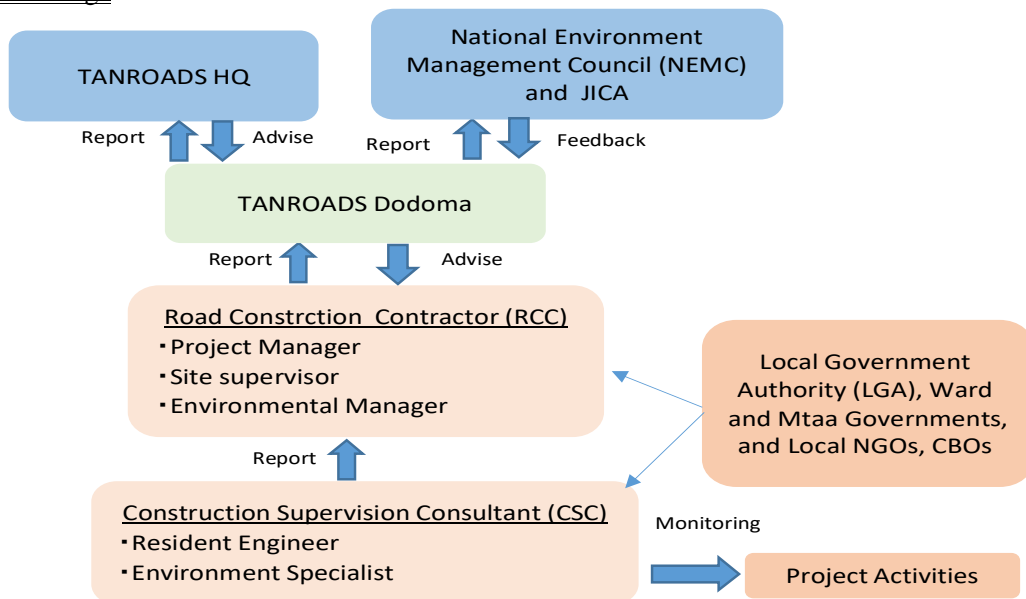 TANROADS HQ
National Environment
Management Council (NEMC)
and JICA
Report
Advise
Report
Feedback
TANROADS Dodoma
Report
Advise
Road Constrction Contractor (RCC)
・Project Manager
・Site supervisor
・Environmental Manager
Local Government
Authority (LGA), Ward
and Mtaa Governments,
and Local NGOs, CBOs
Report
Construction Supervision Consultant (CSC)
・Resident Engineer
・Environment Specialist
Monitoring
Project Activities